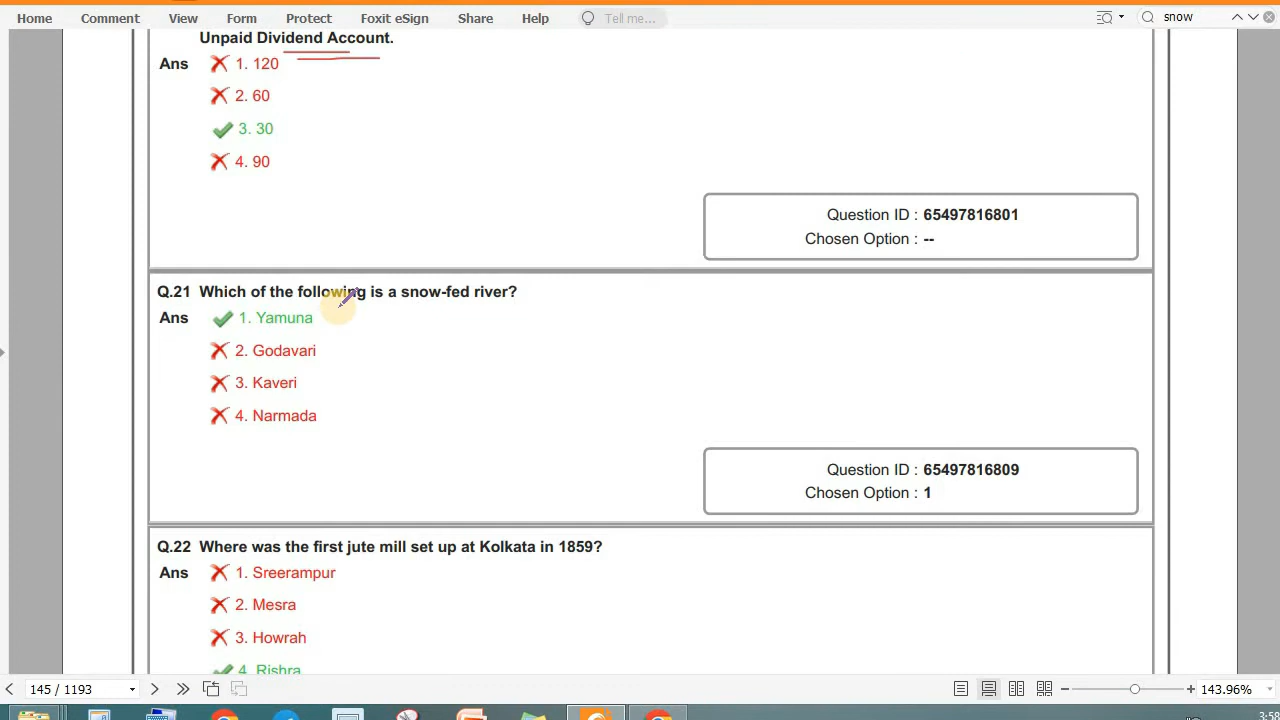 Home Comment View Form Protect Foxit eSign Share Help Tell me... snow
Unpaid Dividend Account.
Ans 1. 120
2. 60
3. 30
4. 90
Question ID : 65497816801
Chosen Option : --
Q.21 Which of the following is a snow-fed river?
Ans 1. Yamuna
2. Godavari
3. Kaveri
4. Narmada
Question ID : 65497816809
Chosen Option : 1
Q.22 Where was the first jute mill set up at Kolkata in 1859?
Ans 1. Sreerampur
2. Mesra
3. Howrah
4. Rishra
145 / 1193 143.96%
3:58